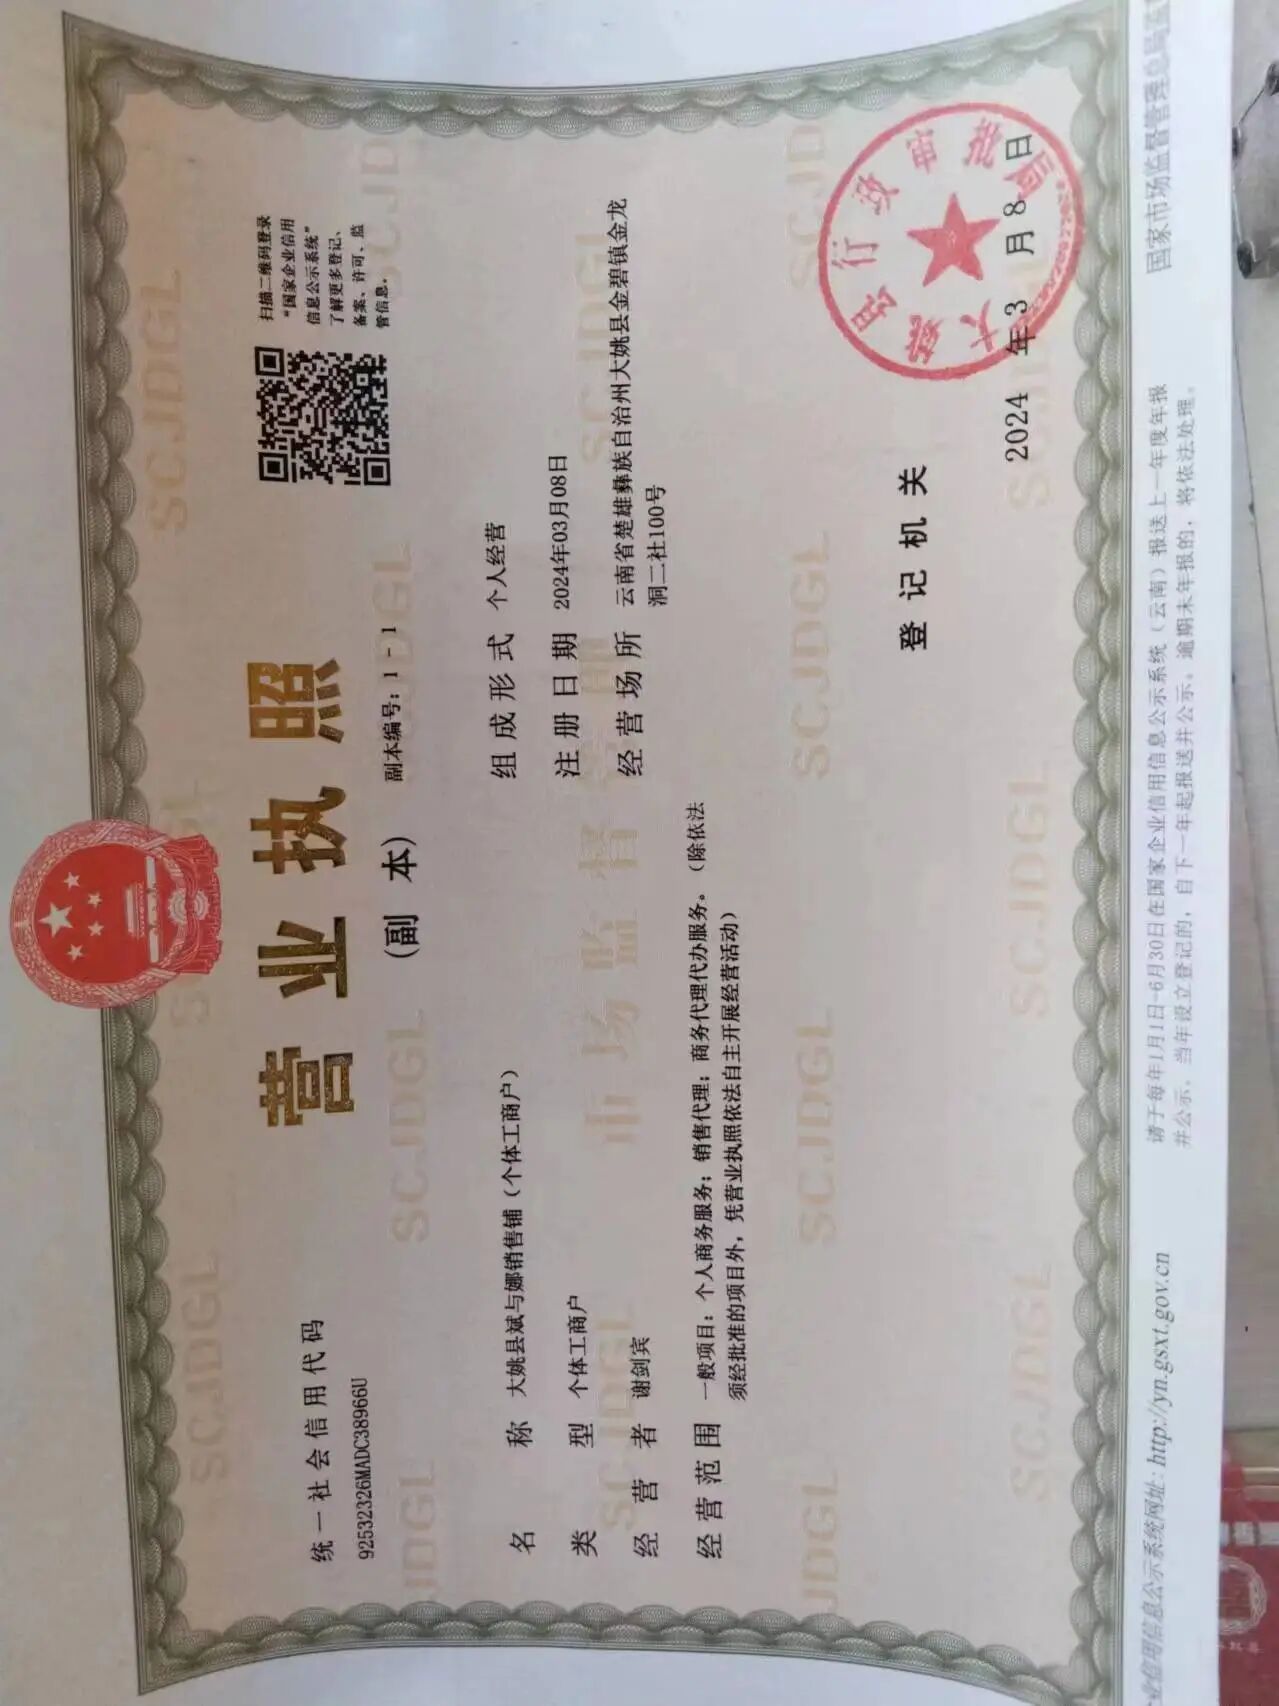 营业执照
(副 本)
副本编号：1 - 1
统一社会信用代码
92532326MADC38966U
扫描二维码登录
“国家企业信用
信息公示系统”
了解更多登记、
备案、许可、监
管信息。
名 称 大姚县斌与娜销售铺（个体工商户）
类 型 个体工商户
经 营 者 谢剑宾
经 营 范 围 一般项目：个人商务服务；销售代理；商务代理代办服务。（除依法
须经批准的项目外，凭营业执照依法自主开展经营活动）
组 成 形 式 个人经营
注 册 日 期 2024年03月08日
经 营 场 所 云南省楚雄彝族自治州大姚县金碧镇金龙
洞二社100号
登 记 机 关
大姚县行政审批局
2024 年 3 月 8 日
业信用信息公示系统网址：http://yn.gsxt.gov.cn
请于每年1月1日-6月30日在国家企业信用信息公示系统（云南）报送上一年度年报
并公示。当年设立登记的，自下一年起报送并公示。逾期未年报的，将依法处理。
国家市场监督管理总局监
市场监督管理
SCJDGL